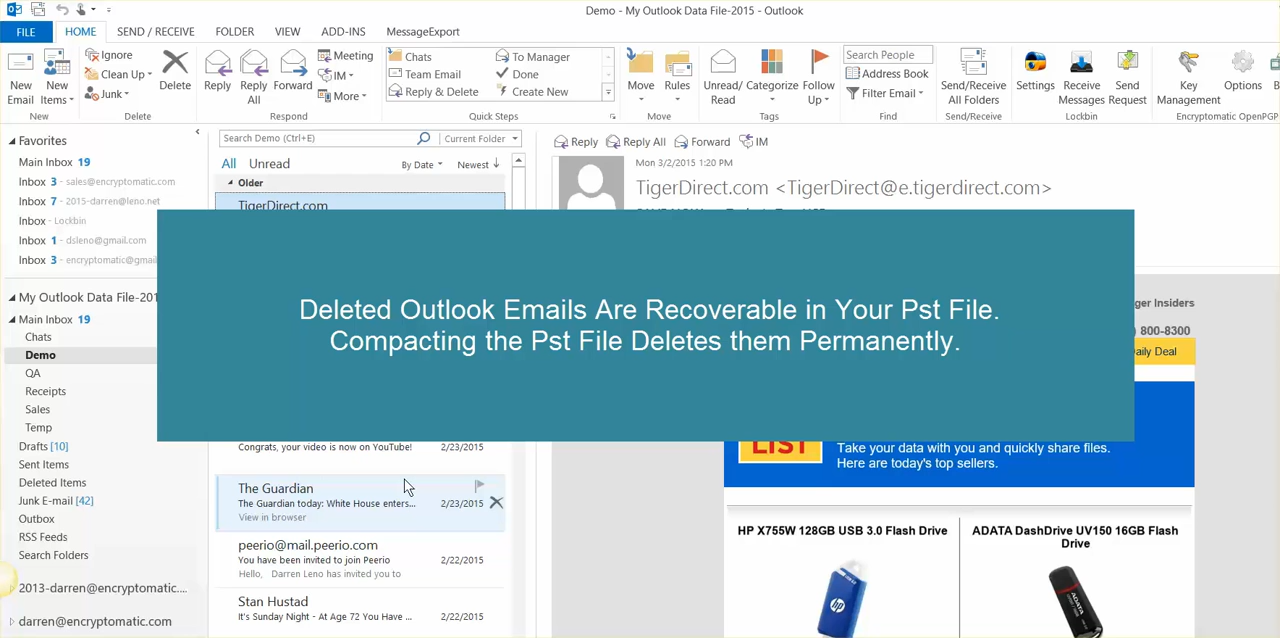 Demo - My Outlook Data File-2015 - Outlook
FILE
HOME
SEND / RECEIVE
FOLDER
VIEW
ADD-INS
MessageExport
New Email
New Items
New
Ignore
Clean Up
Junk
Delete
Delete
Reply
Reply All
Forward
Meeting
IM
More
Respond
Chats
Team Email
Reply & Delete
To Manager
Done
Create New
Quick Steps
Move
Rules
Move
Unread/ Read
Categorize
Follow Up
Tags
Search People
Address Book
Filter Email
Find
Send/Receive All Folders
Send/Receive
Settings
Receive Messages
Send Request
Lockbin
Key Management
Options
Encryptomatic OpenPGP
Favorites
Main Inbox 19
Inbox 3 - sales@encryptomatic.com
Inbox 7 - 2015-darren@leno.net
Inbox - Lockbin
Inbox 1 - dsleno@gmail.com
Inbox 3 - encryptomatic@gmail
My Outlook Data File-201
Main Inbox 19
Chats
Demo
QA
Receipts
Sales
Temp
Drafts [10]
Sent Items
Deleted Items
Junk E-mail [42]
Outbox
RSS Feeds
Search Folders
2013-darren@encryptomatic....
darren@encryptomatic.com
Search Demo (Ctrl+E)
Current Folder
All Unread
By Date
Newest
Older
TigerDirect.com
Congrats, your video is now on YouTube! 2/23/2015
The Guardian
The Guardian today: White House enters... 2/23/2015
View in browser
peerio@mail.peerio.com
You have been invited to join Peerio 2/22/2015
Hello, Darren Leno has invited you to
Stan Hustad
It's Sunday Night - At Age 72 You Have ... 2/22/2015
Reply Reply All Forward IM
Mon 3/2/2015 1:20 PM
TigerDirect.com <TigerDirect@e.tigerdirect.com>
Deleted Outlook Emails Are Recoverable in Your Pst File.
Compacting the Pst File Deletes them Permanently.
ger Insiders
) 800-8300
aily Deal
LIST
Take your data with you and quickly share files.
Here are today's top sellers.
HP X755W 128GB USB 3.0 Flash Drive
ADATA DashDrive UV150 16GB Flash
Drive
hp
ADATA